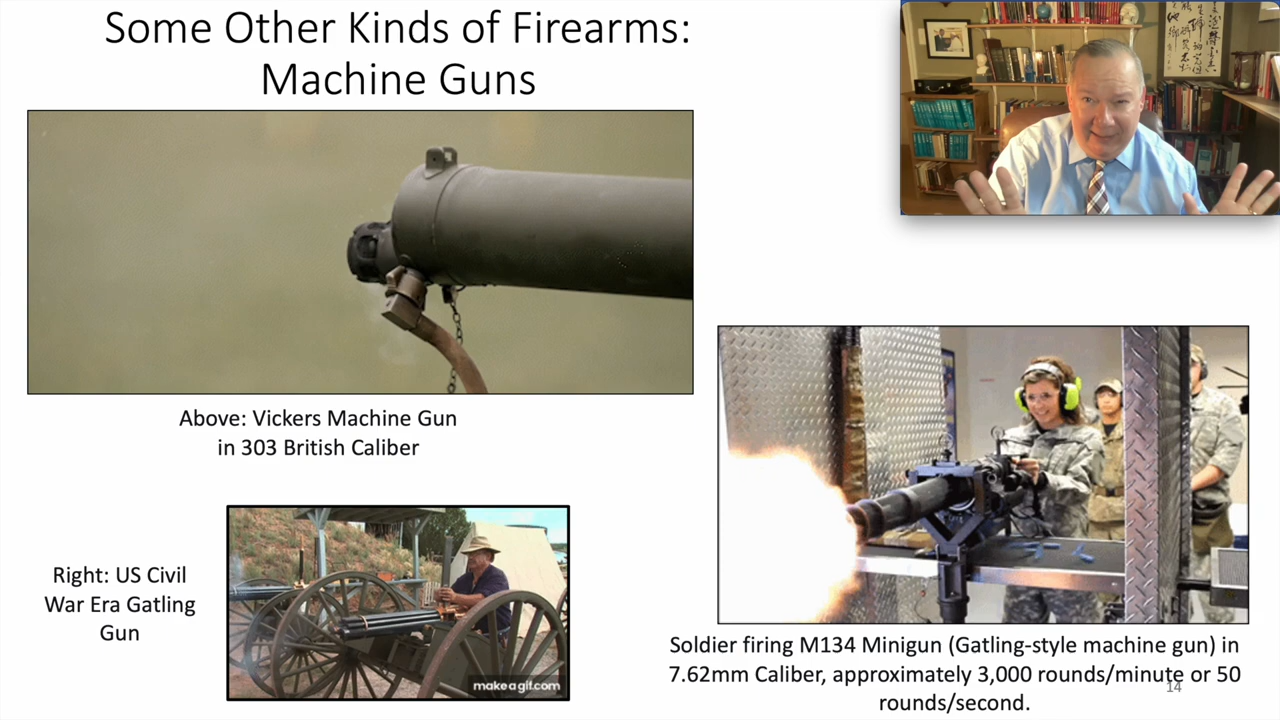 Some Other Kinds of Firearms:
Machine Guns
Above: Vickers Machine Gun
in 303 British Caliber
Right: US Civil
War Era Gatling
Gun
makeagif.com
Soldier firing M134 Minigun (Gatling-style machine gun) in
7.62mm Caliber, approximately 3,000 rounds/minute or 50
rounds/second.
14